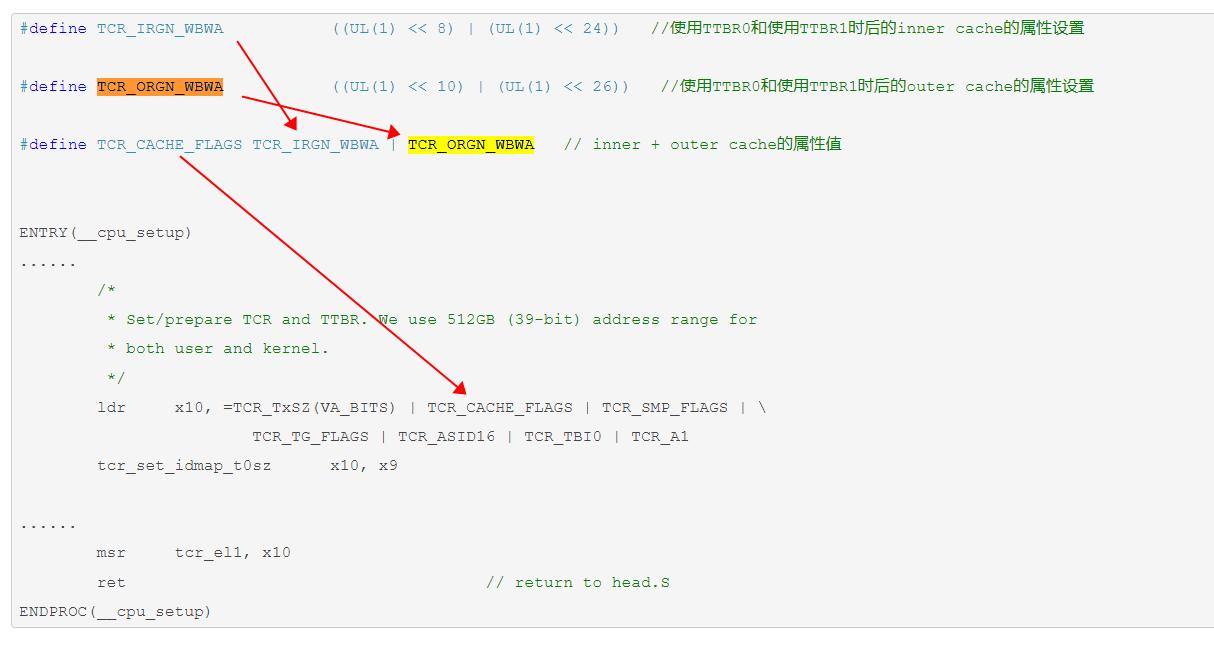 #define TCR_IRGN_WBWA ((UL(1) << 8) | (UL(1) << 24)) //使用TTBR0和使用TTBR1时后的inner cache的属性设置
#define TCR_ORGN_WBWA ((UL(1) << 10) | (UL(1) << 26)) //使用TTBR0和使用TTBR1时后的outer cache的属性设置
#define TCR_CACHE_FLAGS TCR_IRGN_WBWA | TCR_ORGN_WBWA // inner + outer cache的属性值
ENTRY(__cpu_setup)
......
/*
* Set/prepare TCR and TTBR. We use 512GB (39-bit) address range for
* both user and kernel.
*/
ldr x10, =TCR_TxSZ(VA_BITS) | TCR_CACHE_FLAGS | TCR_SMP_FLAGS | \
TCR_TG_FLAGS | TCR_ASID16 | TCR_TBI0 | TCR_A1
tcr_set_idmap_t0sz x10, x9
......
msr tcr_el1, x10
ret // return to head.S
ENDPROC(__cpu_setup)